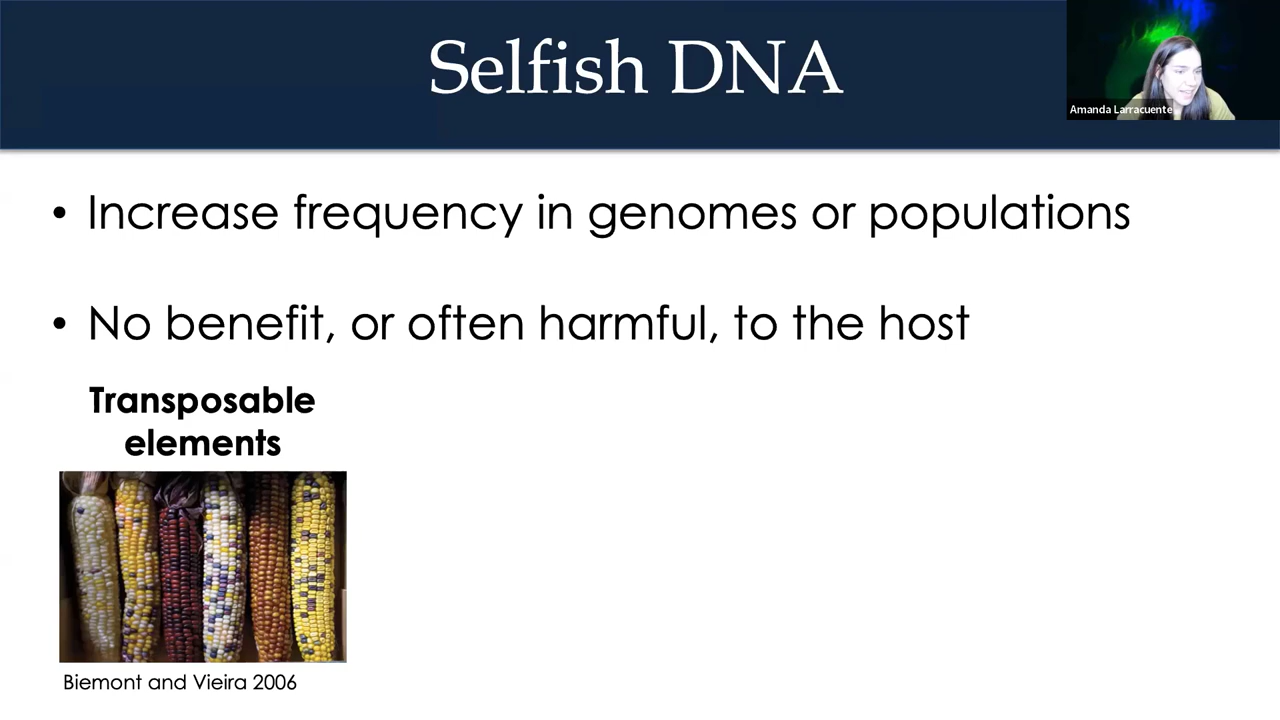 Selfish DNA
Amanda Larracuente
• Increase frequency in genomes or populations
• No benefit, or often harmful, to the host
Transposable
elements
Biemont and Vieira 2006